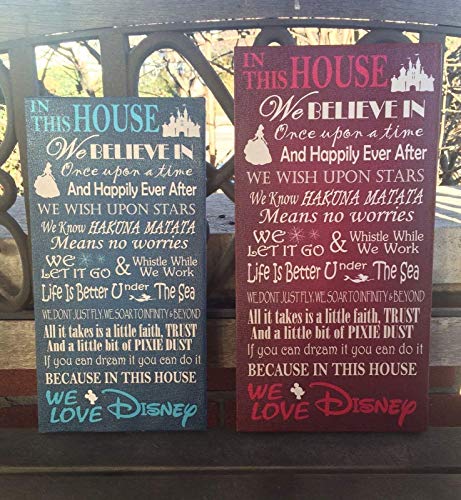 IN THIS HOUSE
We BELIEVE IN
Once upon a time
And Happily Ever After
WE WISH UPON STARS
We Know HAKUNA MATATA
Means no worries
WE LET IT GO & Whistle While We Work
Life Is Better Under The Sea
WE DONT JUST FLY, WE SOAR TO INFINITY & BEYOND
All it takes is a little faith, TRUST
And a little bit of PIXIE DUST
If you can dream it you can do it
BECAUSE IN THIS HOUSE
WE LOVE DISNEY
IN THIS HOUSE
We BELIEVE IN
Once upon a time
And Happily Ever After
WE WISH UPON STARS
We Know HAKUNA MATATA
Means no worries
WE LET IT GO & Whistle While We Work
Life Is Better Under The Sea
WE DONT JUST FLY, WE SOAR TO INFINITY & BEYOND
All it takes is a little faith, TRUST
And a little bit of PIXIE DUST
If you can dream it you can do it
BECAUSE IN THIS HOUSE
WE LOVE DISNEY